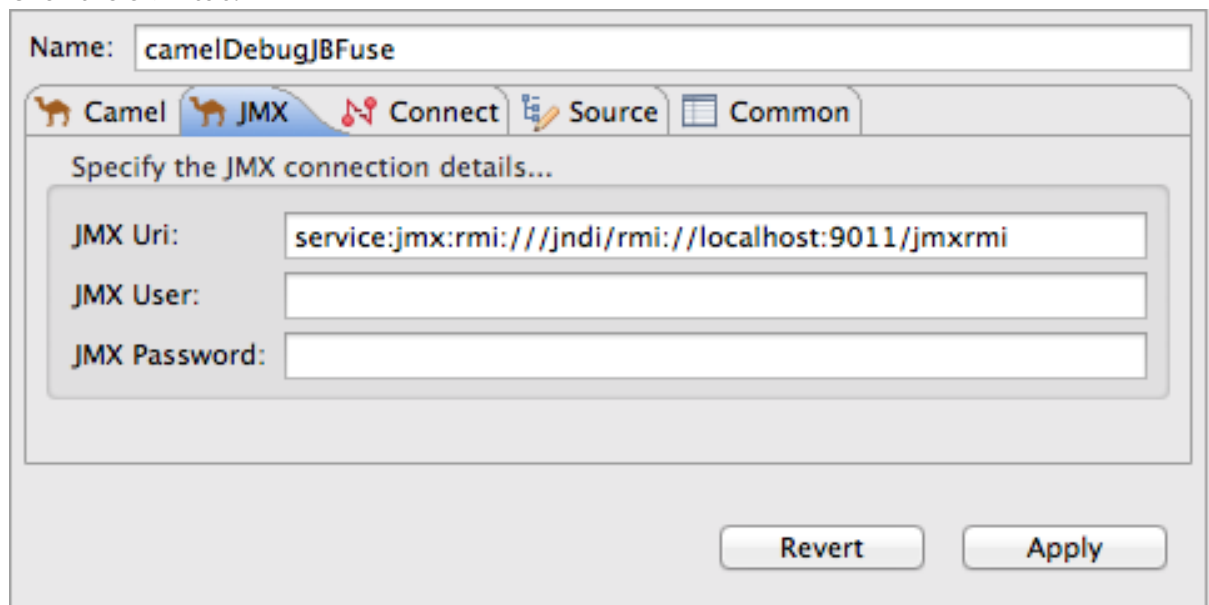 Name: camelDebugJBFuse
Camel JMX Connect Source Common
Specify the JMX connection details...
JMX Uri: service:jmx:rmi:///jndi/rmi://localhost:9011/jmxrmi
JMX User:
JMX Password:
Revert Apply